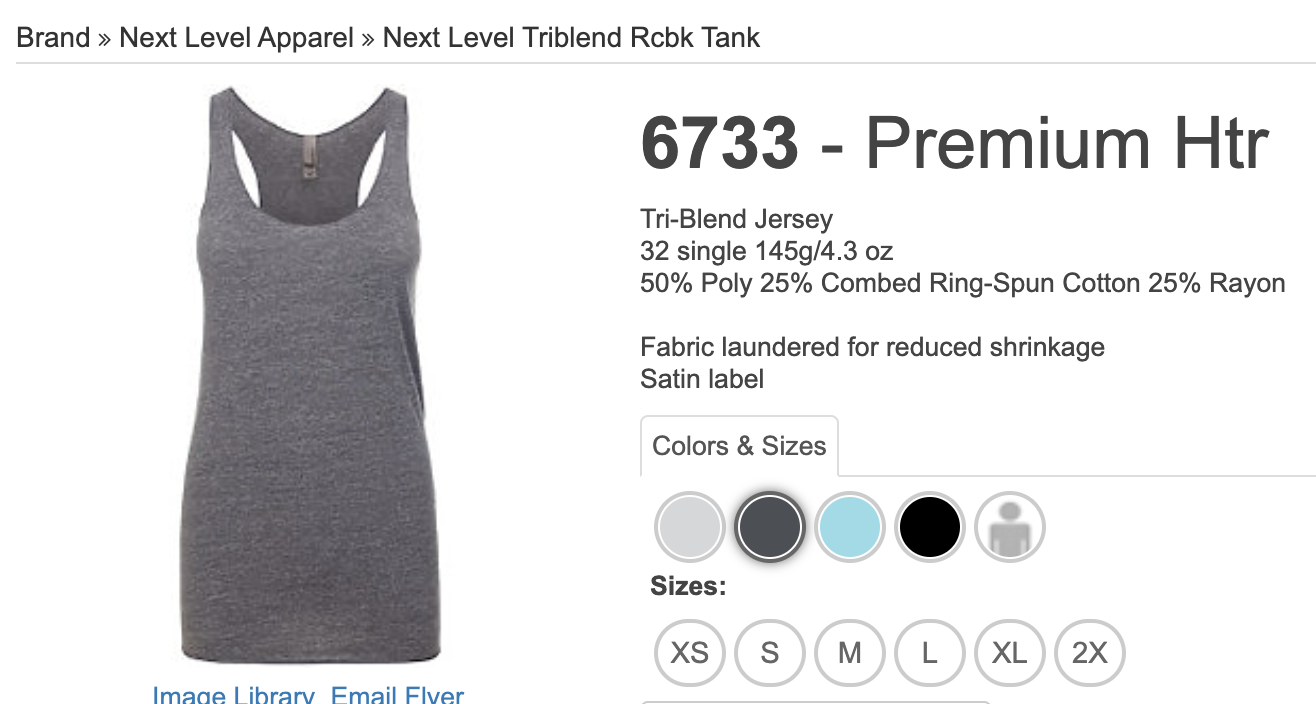 Brand » Next Level Apparel » Next Level Triblend Rcbk Tank
6733 - Premium Htr
Tri-Blend Jersey
32 single 145g/4.3 oz
50% Poly 25% Combed Ring-Spun Cotton 25% Rayon
Fabric laundered for reduced shrinkage
Satin label
Colors & Sizes
Sizes:
XS S M L XL 2X
Image Library Email Flyer